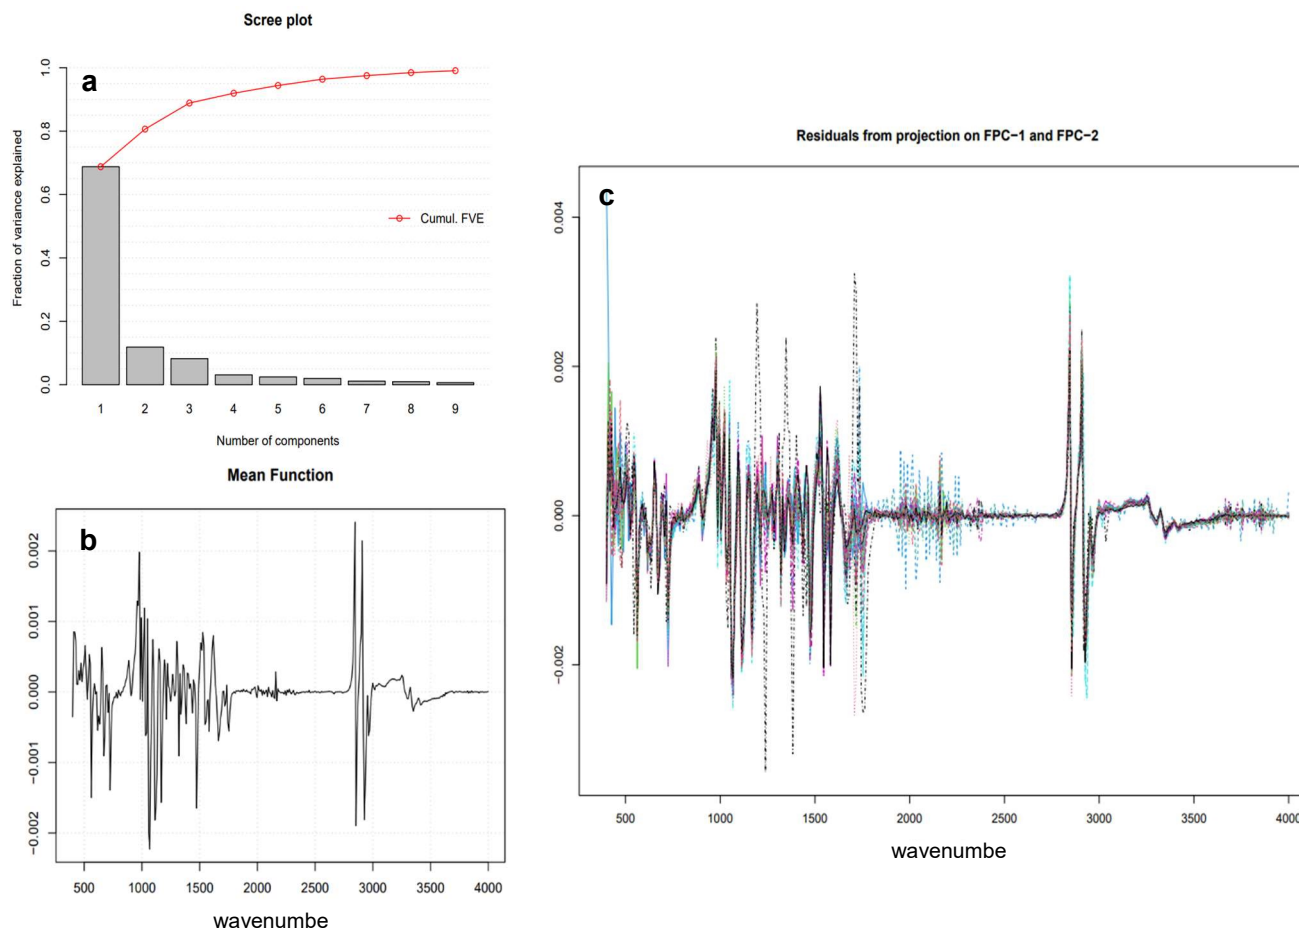 Scree plot
a
Fraction of variance explained
0.0 0.2 0.4 0.6 0.8 1.0
Cumul. FVE
1 2 3 4 5 6 7 8 9
Number of components
Mean Function
b
−0.002 −0.001 0.000 0.001 0.002
500 1000 1500 2000 2500 3000 3500 4000
wavenumbe
Residuals from projection on FPC−1 and FPC−2
c
−0.002 0.000 0.002 0.004
500 1000 1500 2000 2500 3000 3500 4000
wavenumbe